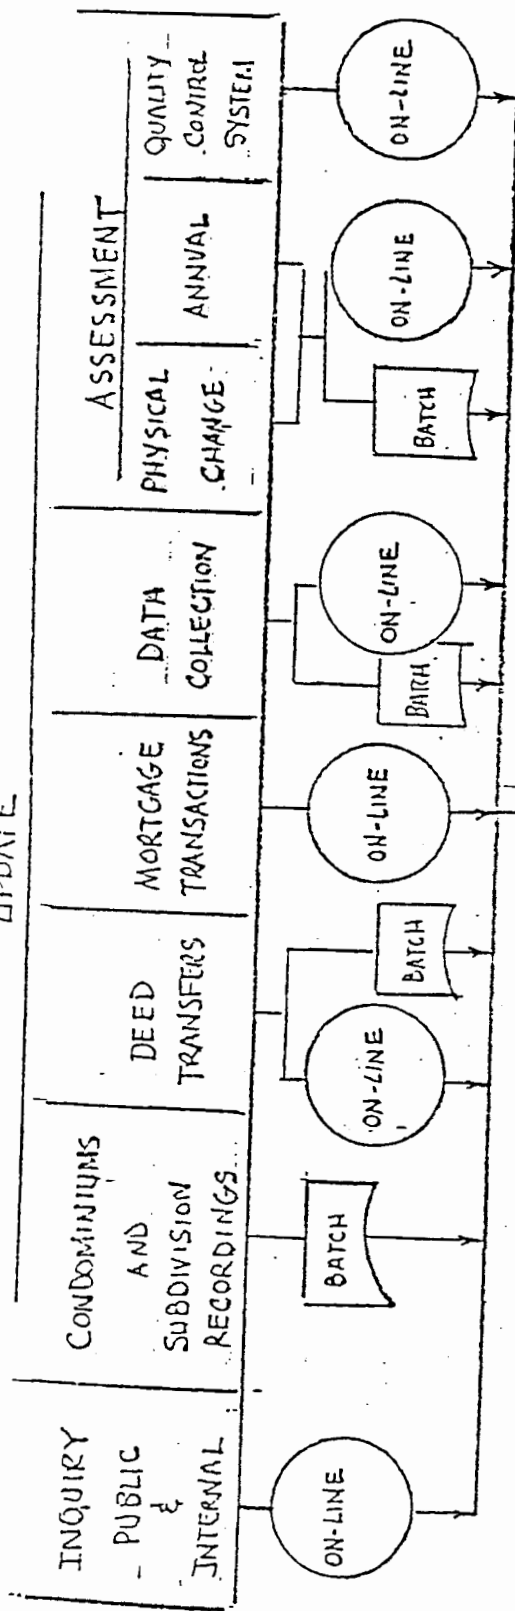 UPDATE
ASSESSMENT
INQUIRY
- PUBLIC
&
INTERNAL
CONDOMINIUMS
AND
SUBDIVISION
RECORDINGS
DEED
TRANSFERS
MORTGAGE
TRANSACTIONS
DATA
COLLECTION
PHYSICAL
CHANGE
ANNUAL
QUALITY
CONTROL
SYSTEM
ON-LINE
BATCH
ON-LINE
BATCH
ON-LINE
BATCH
ON-LINE
BATCH
ON-LINE
ON-LINE